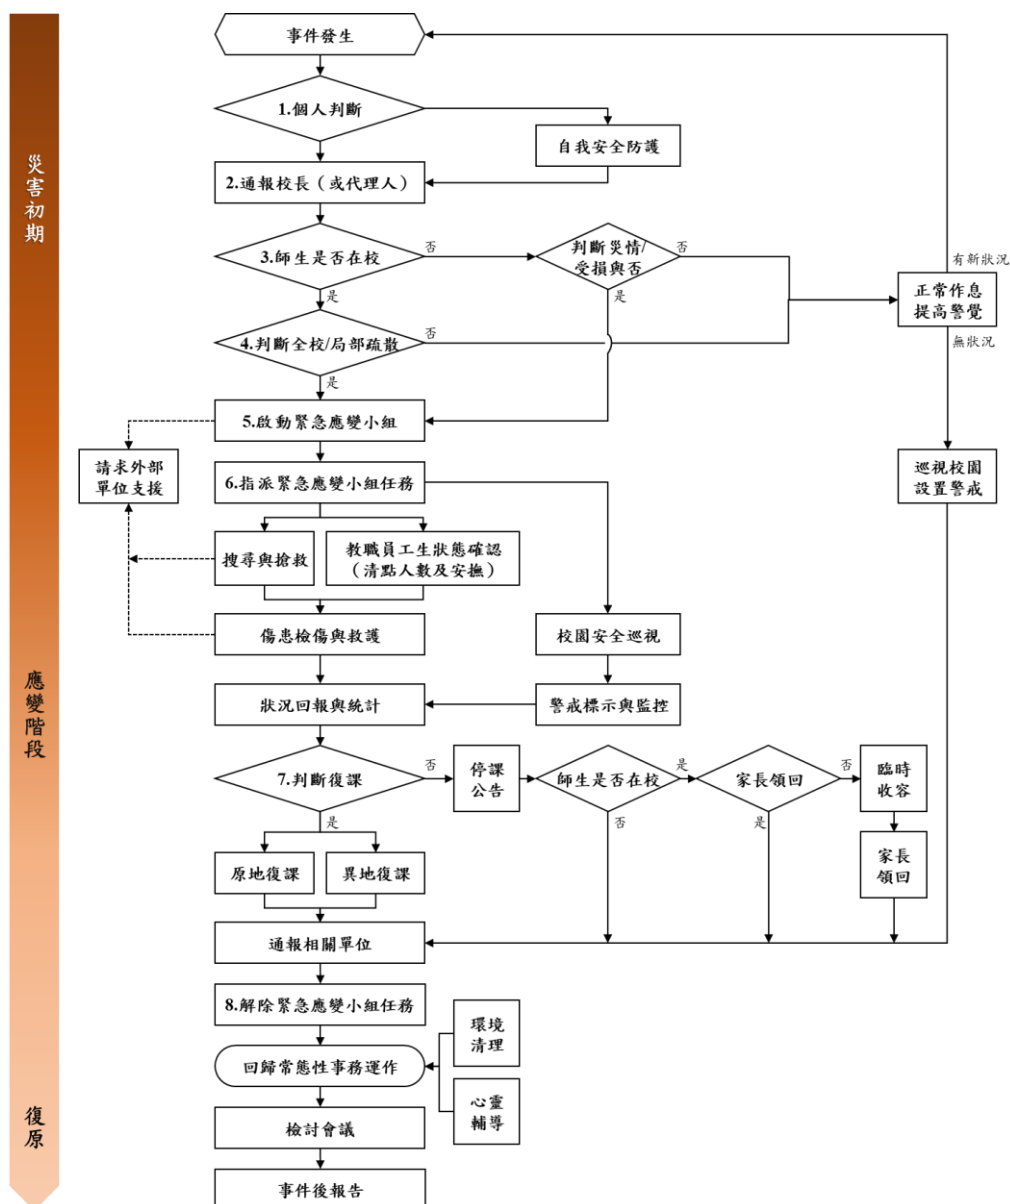 災害初期
應變階段
復原
事件發生
1.個人判斷
自我安全防護
2.通報校長（或代理人）
3.師生是否在校
否
是
判斷災情/
受損與否
否
是
有新狀況
正常作息
提高警覺
無狀況
4.判斷全校/局部疏散
否
是
5.啟動緊急應變小組
請求外部
單位支援
6.指派緊急應變小組任務
巡視校園
設置警戒
搜尋與搶救
教職員工生狀態確認
（清點人數及安撫）
傷患檢傷與救護
校園安全巡視
狀況回報與統計
警戒標示與監控
7.判斷復課
否
是
停課
公告
師生是否在校
是
否
家長領回
否
是
臨時
收容
家長
領回
原地復課
異地復課
通報相關單位
8.解除緊急應變小組任務
環境
清理
回歸常態性事務運作
心靈
輔導
檢討會議
事件後報告